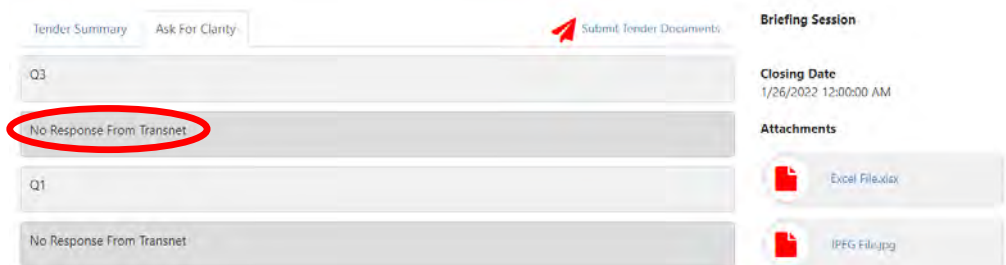 Tender Summary
Ask For Clarity
Submit Tender Documents
Q3
No Response From Transnet
Q1
No Response From Transnet
Briefing Session
Closing Date
1/26/2022 12:00:00 AM
Attachments
Excel File.xlsx
JPEG File.jpg